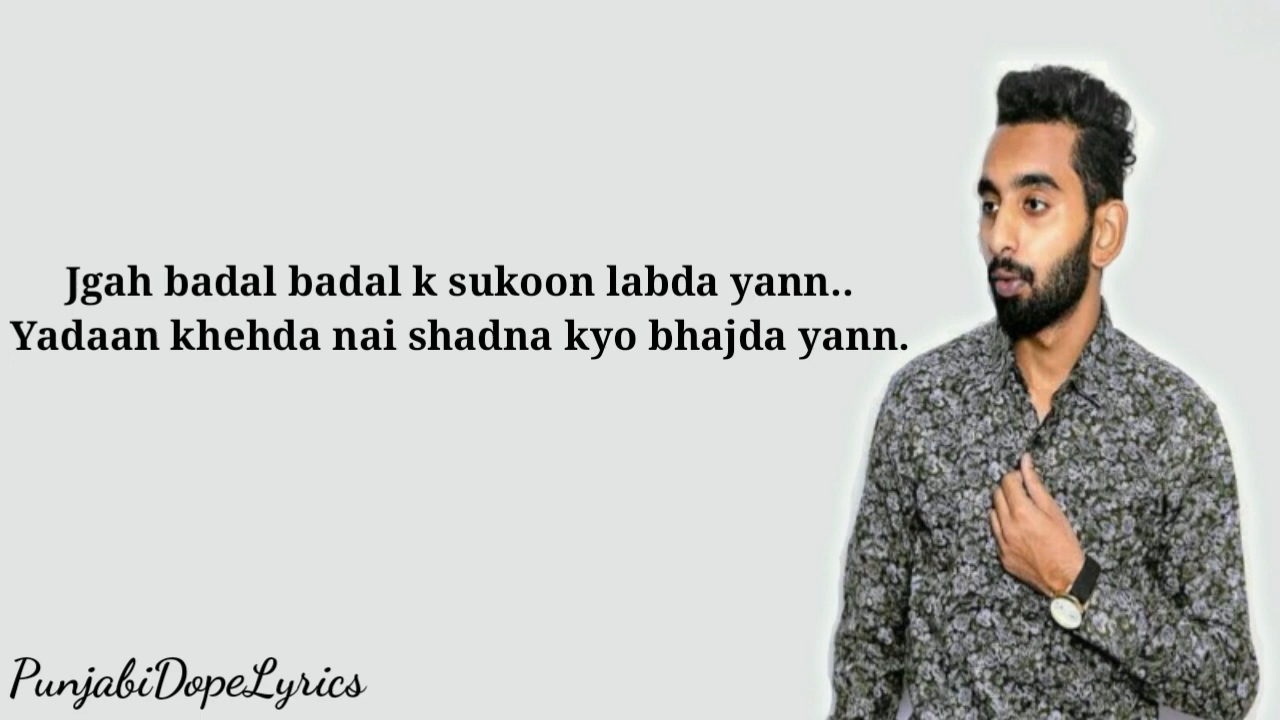 Jgah badal badal k sukoon labda yann..
Yadaan khehda nai shadna kyo bhajda yann.
PunjabiDopeLyrics